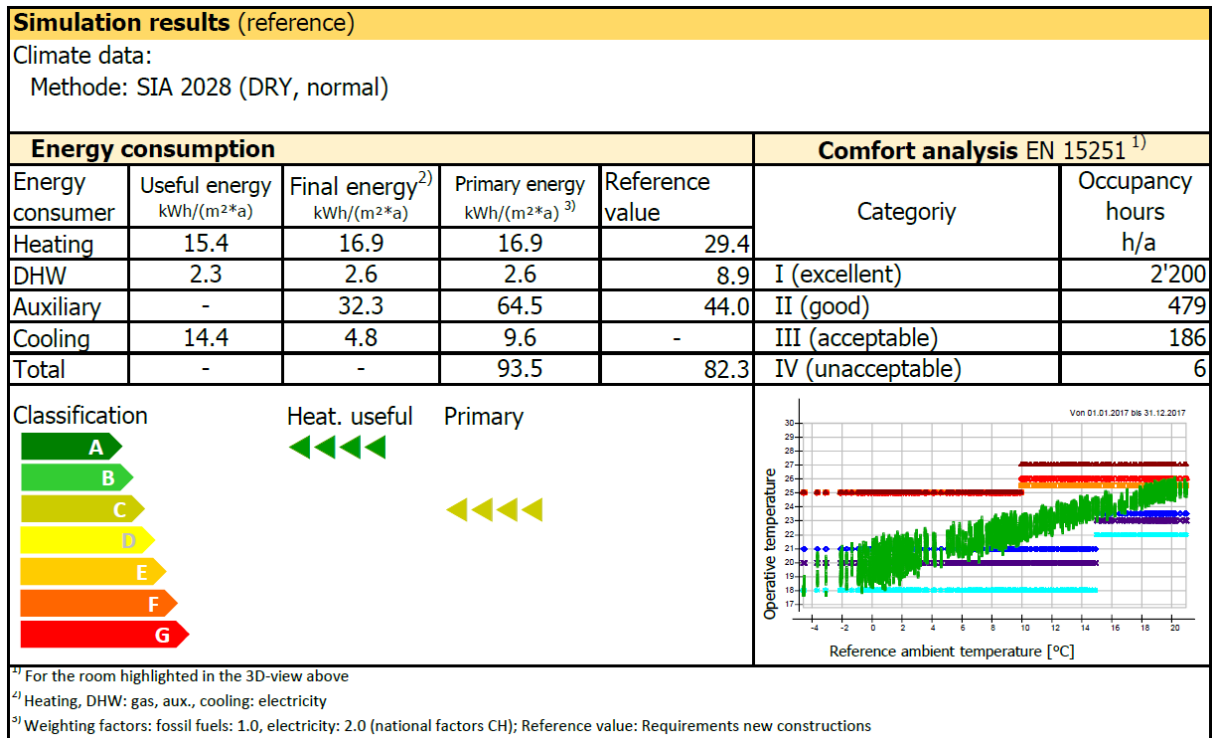 Simulation results (reference)
Climate data:
Methode: SIA 2028 (DRY, normal)
Energy consumption
Comfort analysis EN 15251 1)
Energy consumer Useful energy kWh/(m²*a) Final energy2) kWh/(m²*a) Primary energy kWh/(m²*a) 3) Reference value
Categoriy Occupancy hours h/a
Heating 15.4 16.9 16.9 29.4
DHW 2.3 2.6 2.6 8.9 I (excellent) 2'200
Auxiliary - 32.3 64.5 44.0 II (good) 479
Cooling 14.4 4.8 9.6 - III (acceptable) 186
Total - - 93.5 82.3 IV (unacceptable) 6
Classification Heat. useful Primary
A
B
C
D
E
F
G
Von 01.01.2017 bis 31.12.2017
Operative temperature
30
29
28
27
26
25
24
23
22
21
20
19
18
17
-4 -2 0 2 4 6 8 10 12 14 16 18 20
Reference ambient temperature [°C]
1) For the room highlighted in the 3D-view above
2) Heating, DHW: gas, aux., cooling: electricity
3) Weighting factors: fossil fuels: 1.0, electricity: 2.0 (national factors CH); Reference value: Requirements new constructions